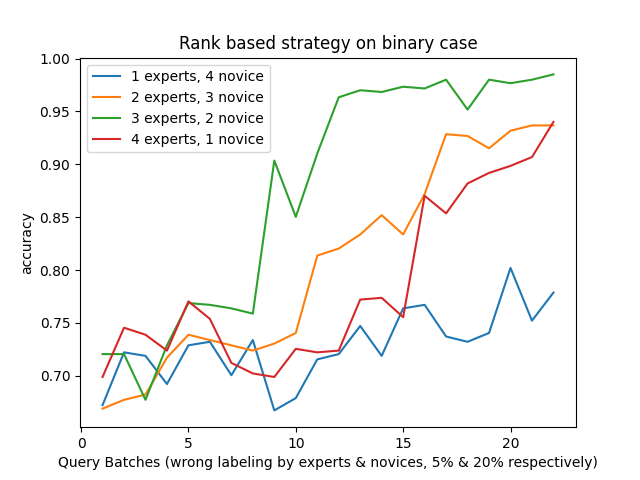 Rank based strategy on binary case
1 experts, 4 novice
2 experts, 3 novice
3 experts, 2 novice
4 experts, 1 novice
accuracy
1.00
0.95
0.90
0.85
0.80
0.75
0.70
0 5 10 15 20
Query Batches (wrong labeling by experts & novices, 5% & 20% respectively)